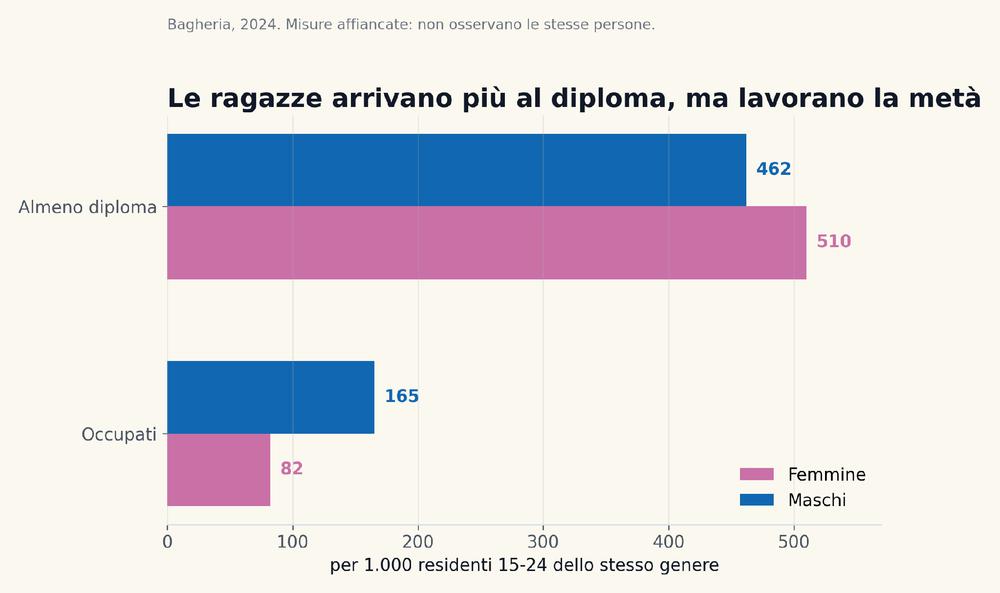 Bagheria, 2024. Misure affiancate: non osservano le stesse persone.
Le ragazze arrivano più al diploma, ma lavorano la metà
462
Almeno diploma
510
165
Occupati
82
Femmine
Maschi
0 100 200 300 400 500
per 1.000 residenti 15-24 dello stesso genere